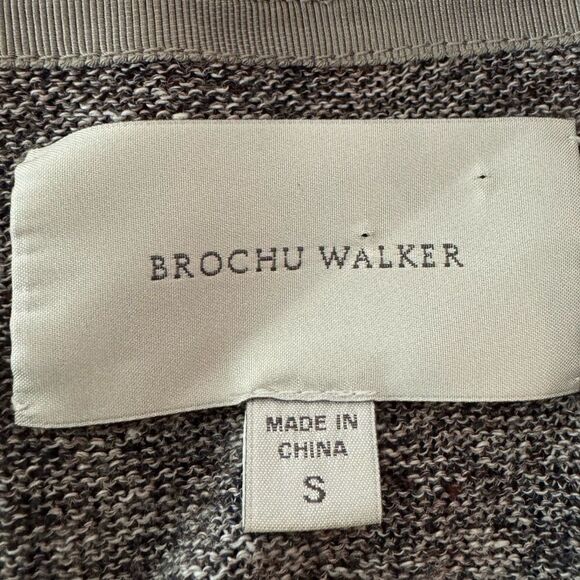 BROCHU WALKER
MADE IN
CHINA
S